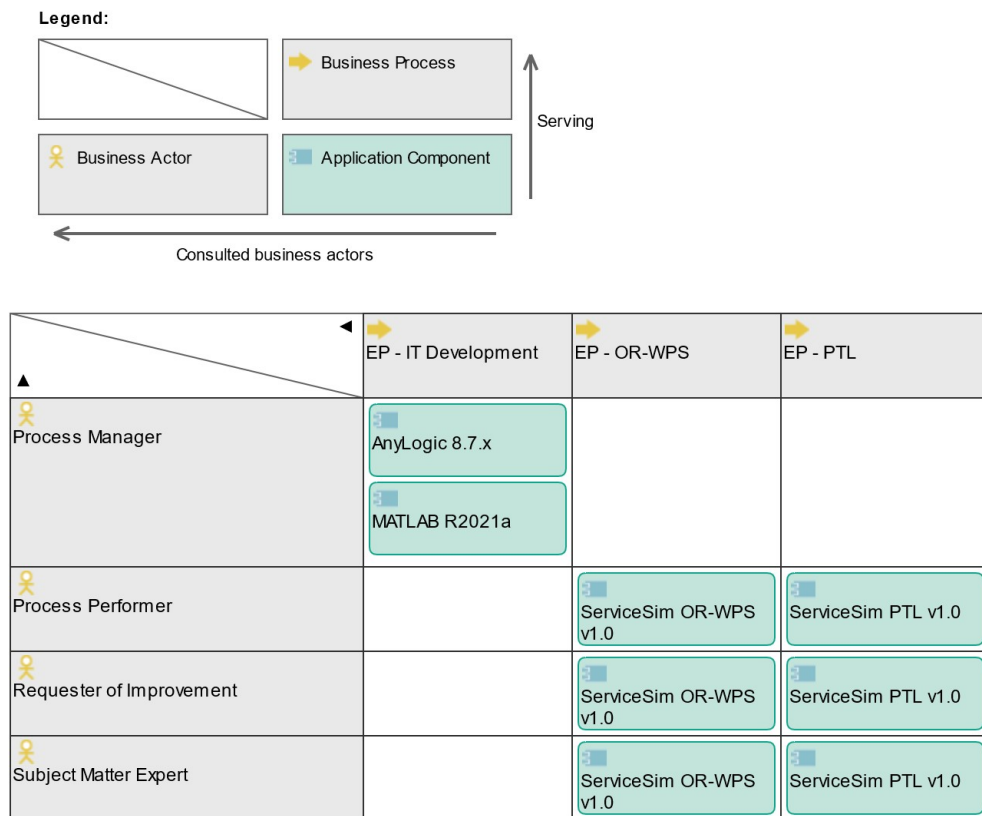 Legend:
Business Process
Serving
Business Actor
Application Component
Consulted business actors
EP - IT Development
EP - OR-WPS
EP - PTL
Process Manager
AnyLogic 8.7.x
MATLAB R2021a
Process Performer
ServiceSim OR-WPS
v1.0
ServiceSim PTL v1.0
Requester of Improvement
ServiceSim OR-WPS
v1.0
ServiceSim PTL v1.0
Subject Matter Expert
ServiceSim OR-WPS
v1.0
ServiceSim PTL v1.0